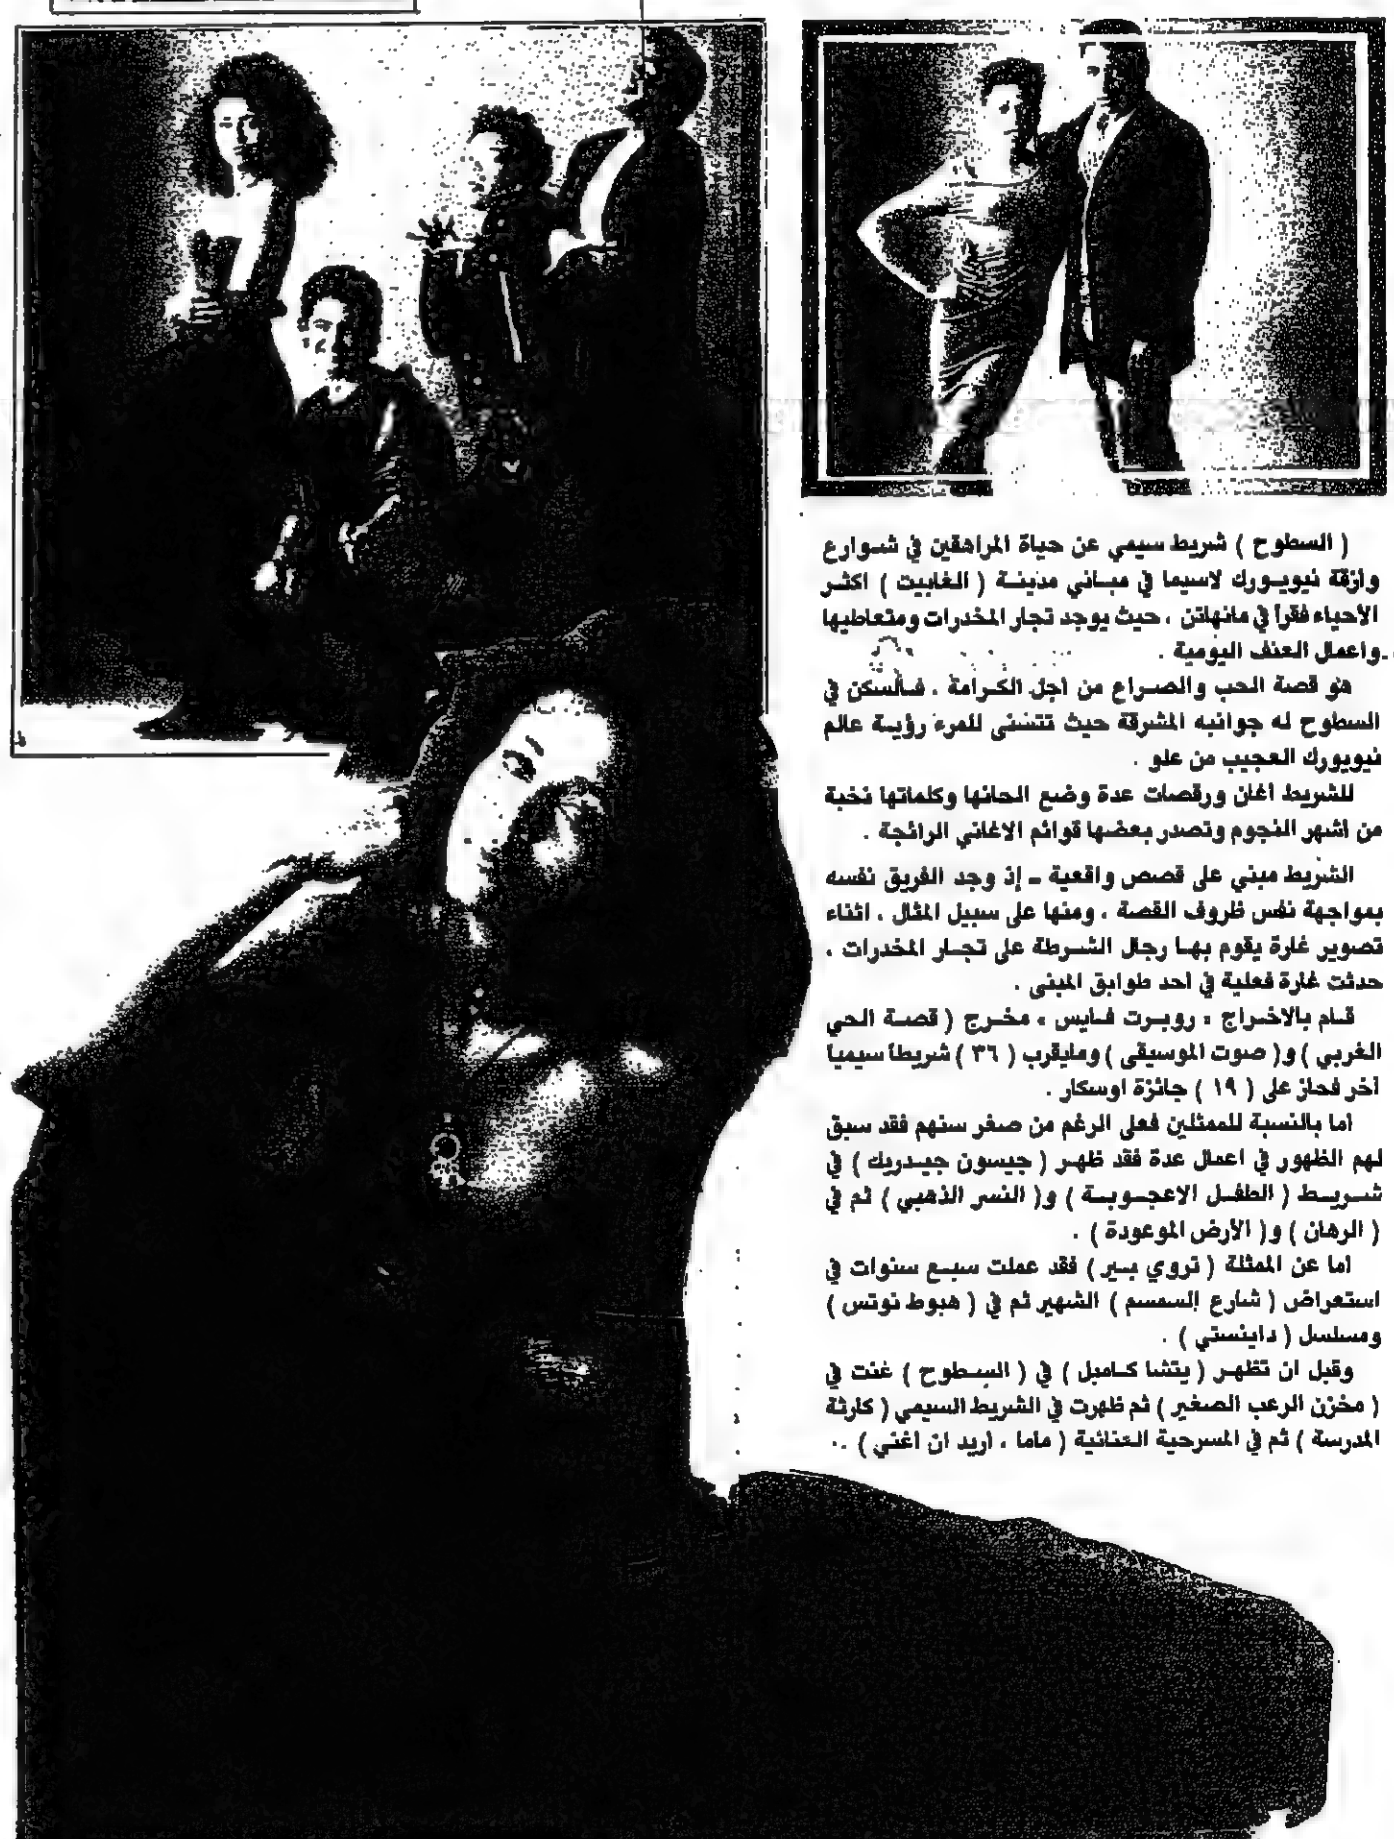 ( السطوح ) شريط سيمي عن حياة المراهقين في شوارع
وأزقة نيويورك لاسيما في مباني مدينة ( الغابيت ) اكثر
الأحياء فقراً في مانهاتن ، حيث يوجد تجار المخدرات ومتعاطيها
واعمال العنف اليومية .
هو قصة الحب والصراع من أجل الكرامة . فالسكن في
السطوح له جوانبه المشرقة حيث تتسنى للمرء رؤية عالم
نيويورك العجيب من علو .
للشريط أغان ورقصات عدة وضع الحانها وكلماتها نخبة
من أشهر النجوم وتصدر بعضها قوائم الاغاني الرائجة .
الشريط مبني على قصص واقعية ـ إذ وجد الفريق نفسه
بمواجهة نفس ظروف القصة ، ومنها على سبيل المثال ، اثناء
تصوير غارة يقوم بها رجال الشرطة على تجار المخدرات ،
حدثت غارة فعلية في احد طوابق المبنى .
قام بالاخراج « روبرت فايس » مخرج ( قصة الحي
الغربي ) و( صوت الموسيقى ) ومايقرب ( ٣٦ ) شريطاً سيميا
آخر فحاز على ( ١٩ ) جائزة اوسكار .
أما بالنسبة للممثلين فعلى الرغم من صغر سنهم فقد سبق
لهم الظهور في اعمال عدة فقد ظهر ( جيسون جيدريك ) في
شريط ( الطفل الاعجوبة ) و( النسر الذهبي ) ثم في
( الرهان ) و( الأرض الموعودة ) .
أما عن الممثلة ( تروي بير ) فقد عملت سبع سنوات في
استعراض ( شارع السمسم ) الشهير ثم في ( هبوط نوتس )
ومسلسل ( داينستي ) .
وقبل ان تظهر ( يتشا كامبل ) في ( السطوح ) غنت في
( مخزن الرعب الصغير ) ثم ظهرت في الشريط السيمي ( كارثة
المدرسة ) ثم في المسرحية الغنائية ( ماما ، أريد ان أغني ) ..